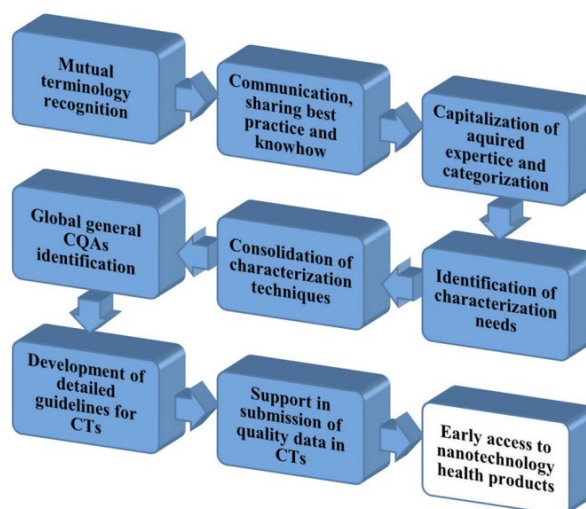 Mutual
terminology
recognition
Communication,
sharing best
practice and
knowhow
Capitalization of
aquired
expertice and
categorization
Identification of
characterization
needs
Consolidation of
characterization
techniques
Global general
CQAs
identification
Development of
detailed
guidelines for
CTs
Support in
submission of
quality data in
CTs
Early access to
nanotechnology
health products